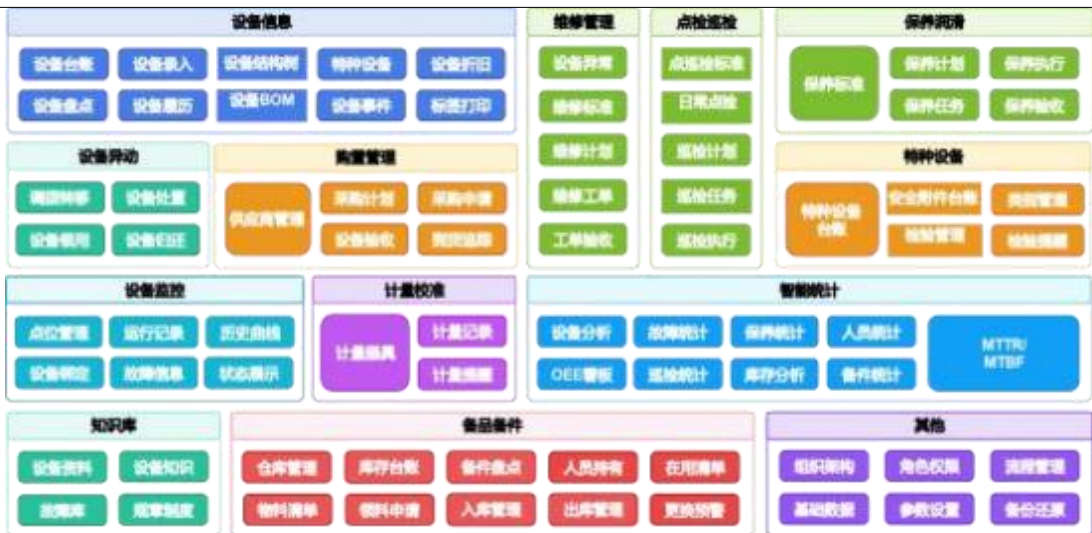 设备信息
设备台账 设备录入 设备结构树 特种设备 设备折旧
设备盘点 设备履历 设备BOM 设备事件 标签打印
维修管理
设备异常
维修标准
维修计划
维修工单
工单验收
点检巡检
点巡检标准
日常点检
巡检计划
巡检任务
巡检执行
保养润滑
保养标准
保养计划 保养执行
保养任务 保养验收
设备异动
调拨转移 设备处置
设备领用 设备归还
购置管理
供应商管理
采购计划 采购申请
设备验收 到货追踪
特种设备
特种设备
台账
安全附件台账
检验管理 检验提醒
设备监控
点位管理 运行记录 历史曲线
设备绑定 故障信息 状态展示
计量校准
计量器具
计量记录
计量提醒
智能统计
设备分析 故障统计 保养统计 人员统计
OEE看板 巡检统计 库存分析 备件统计
MTTR/
MTBF
知识库
设备资料 设备知识
故障库 规章制度
备品备件
仓库管理 库存台账 备件盘点 人员持有 在用清单
物料清单 领料申请 入库管理 出库管理 更换预警
其他
组织架构 角色权限 流程管理
基础数据 参数设置 备份还原